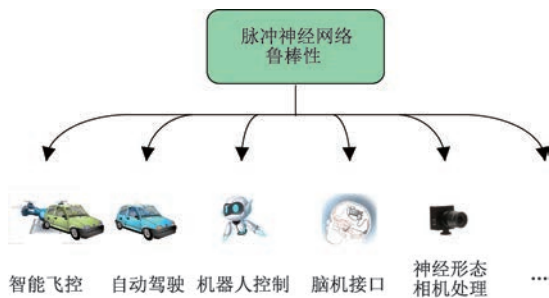 脉冲神经网络
鲁棒性
智能飞控
自动驾驶
机器人控制
脑机接口
神经形态
相机处理
...